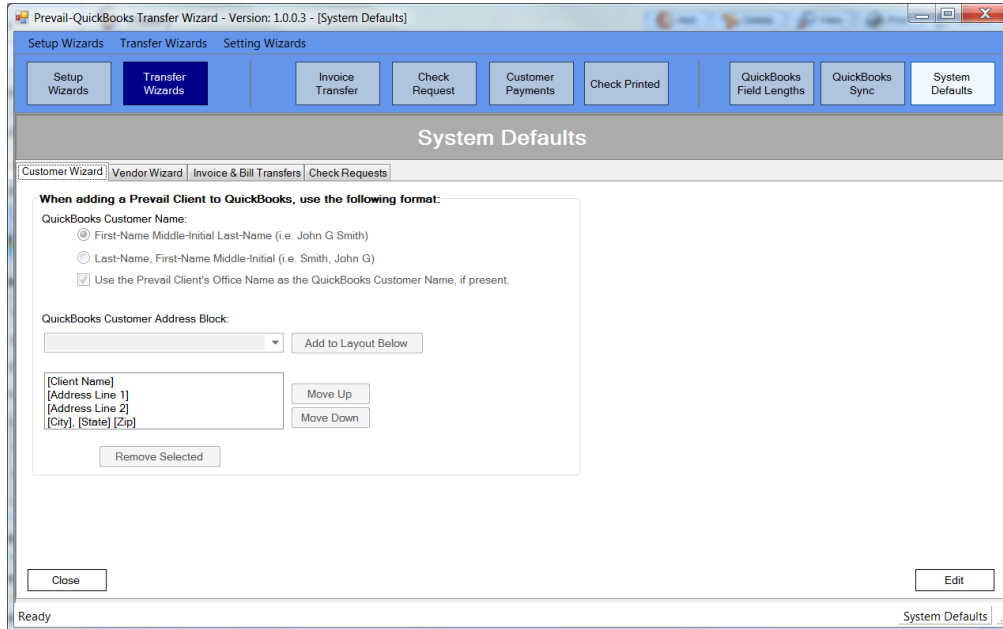 Prevail-QuickBooks Transfer Wizard - Version: 1.0.0.3 - [System Defaults]
Setup Wizards Transfer Wizards Setting Wizards
Setup Wizards
Transfer Wizards
Invoice Transfer
Check Request
Customer Payments
Check Printed
QuickBooks Field Lengths
QuickBooks Sync
System Defaults
System Defaults
Customer Wizard Vendor Wizard Invoice & Bill Transfers Check Requests
When adding a Prevail Client to QuickBooks, use the following format:
QuickBooks Customer Name:
First-Name Middle-Initial Last-Name (i.e. John G Smith)
Last-Name, First-Name Middle-Initial (i.e. Smith, John G)
Use the Prevail Client's Office Name as the QuickBooks Customer Name, if present.
QuickBooks Customer Address Block:
Add to Layout Below
[Client Name]
[Address Line 1]
[Address Line 2]
[City], [State] [Zip]
Move Up
Move Down
Remove Selected
Close Edit
Ready System Defaults